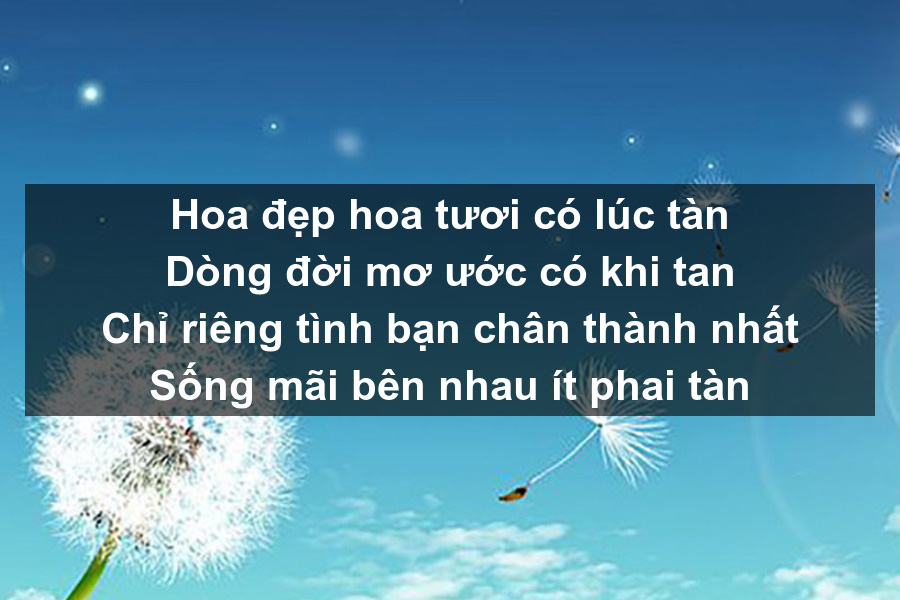 Hoa đẹp hoa tươi có lúc tàn
Dòng đời mơ ước có khi tan
Chỉ riêng tình bạn chân thành nhất
Sống mãi bên nhau ít phai tàn